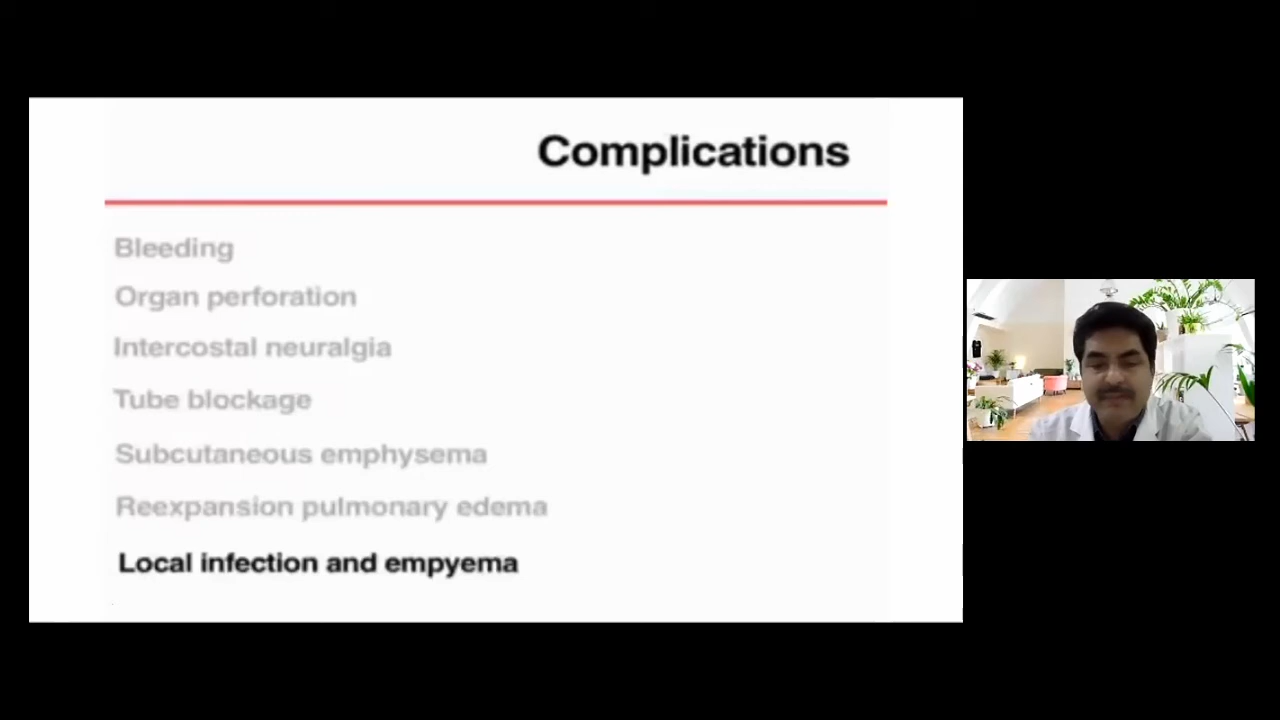 Complications
Bleeding
Organ perforation
Intercostal neuralgia
Tube blockage
Subcutaneous emphysema
Reexpansion pulmonary edema
Local infection and empyema